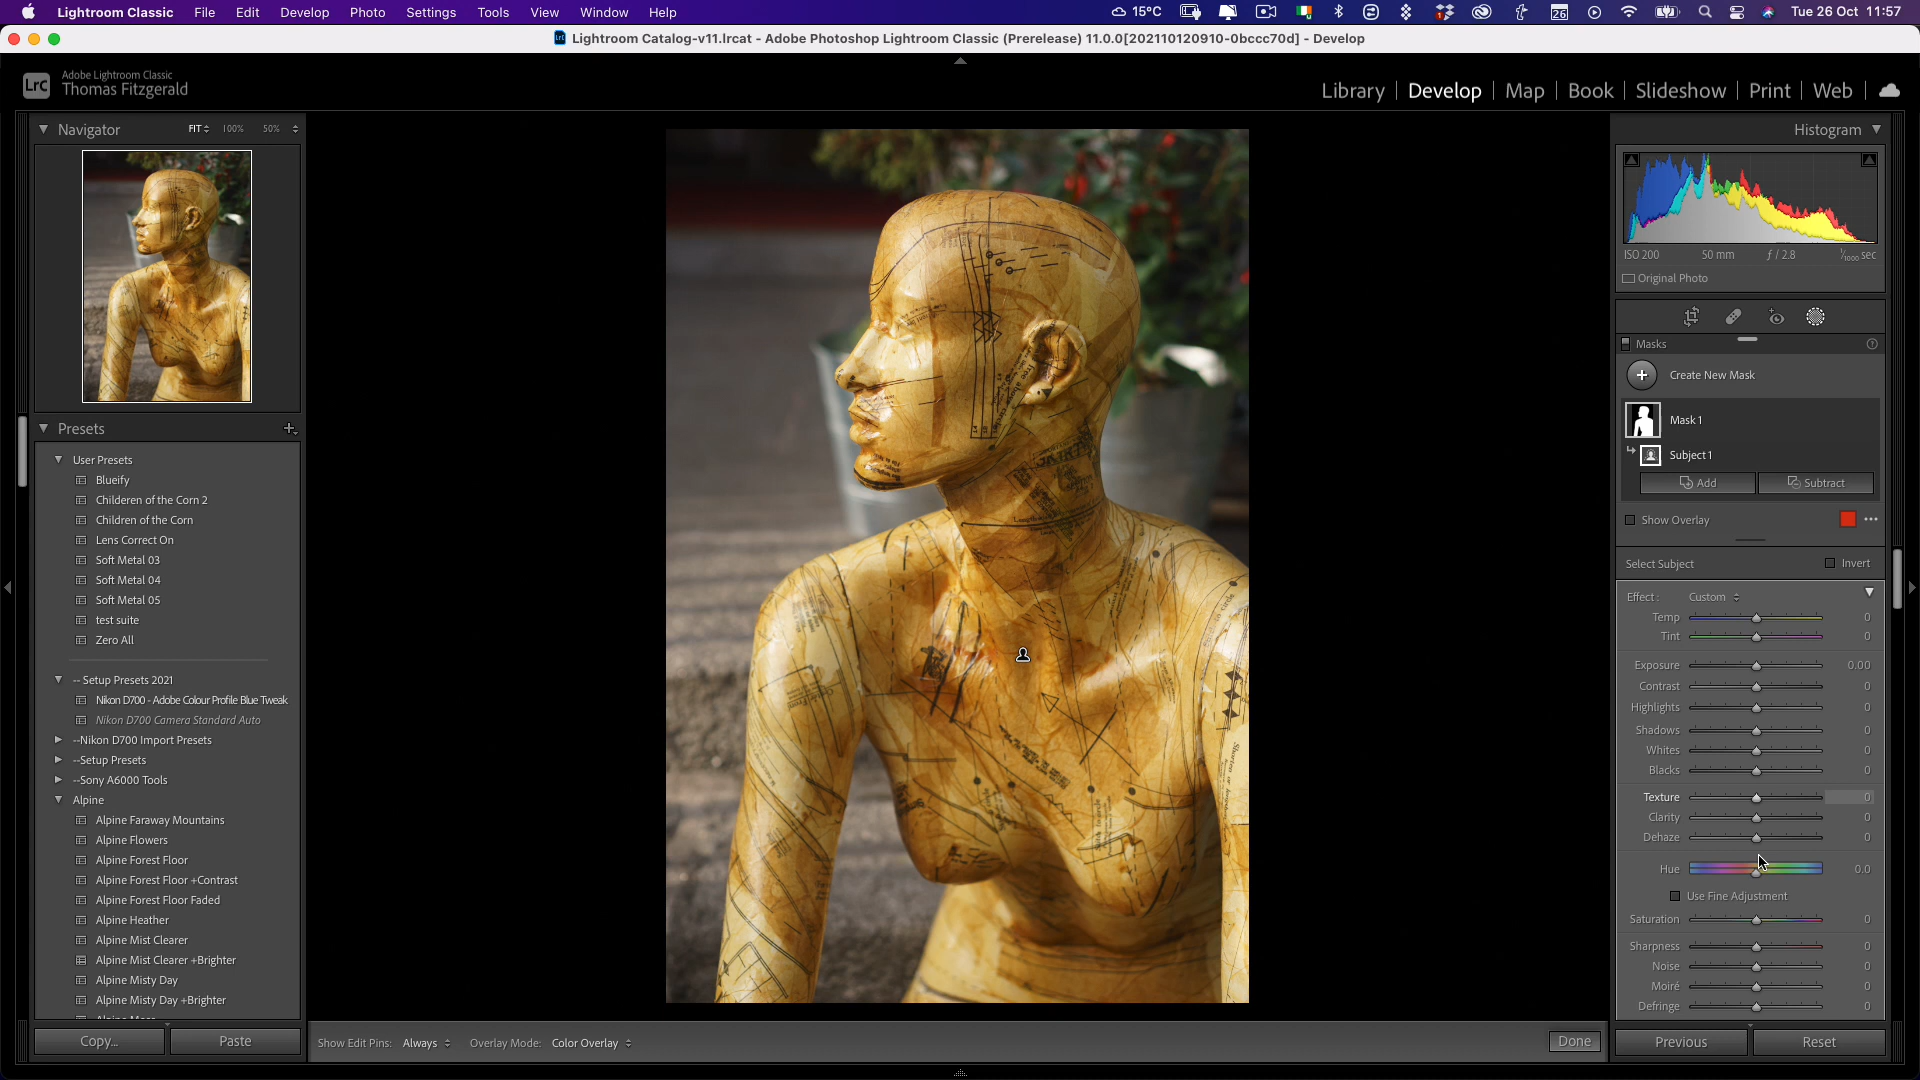 Lightroom Classic File Edit Develop Photo Settings Tools View Window Help
15°C 26 Tue 26 Oct 11:57
Lightroom Catalog-v11.lrcat - Adobe Photoshop Lightroom Classic (Prerelease) 11.0.0[202110120910-0bccc70d] - Develop
LrC
Adobe Lightroom Classic
Thomas Fitzgerald
Library Develop Map Book Slideshow Print Web
Navigator FIT 100% 50%
Presets
User Presets
Blueify
Childeren of the Corn 2
Children of the Corn
Lens Correct On
Soft Metal 03
Soft Metal 04
Soft Metal 05
test suite
Zero All
-- Setup Presets 2021
Nikon D700 - Adobe Colour Profile Blue Tweak
Nikon D700 Camera Standard Auto
--Nikon D700 Import Presets
--Setup Presets
--Sony A6000 Tools
Alpine
Alpine Faraway Mountains
Alpine Flowers
Alpine Forest Floor
Alpine Forest Floor +Contrast
Alpine Forest Floor Faded
Alpine Heather
Alpine Mist Clearer
Alpine Mist Clearer +Brighter
Alpine Misty Day
Alpine Misty Day +Brighter
Copy... Paste
Show Edit Pins: Always Overlay Mode: Color Overlay Done
Histogram
ISO 200 50 mm ƒ / 2.8 1/1000 sec
Original Photo
Masks
Create New Mask
Mask 1
Subject 1
Add Subtract
Show Overlay
Select Subject Invert
Effect : Custom
Temp 0
Tint 0
Exposure 0.00
Contrast 0
Highlights 0
Shadows 0
Whites 0
Blacks 0
Texture 0
Clarity 0
Dehaze 0
Hue 0.0
Use Fine Adjustment
Saturation 0
Sharpness 0
Noise 0
Moiré 0
Defringe 0
Previous Reset